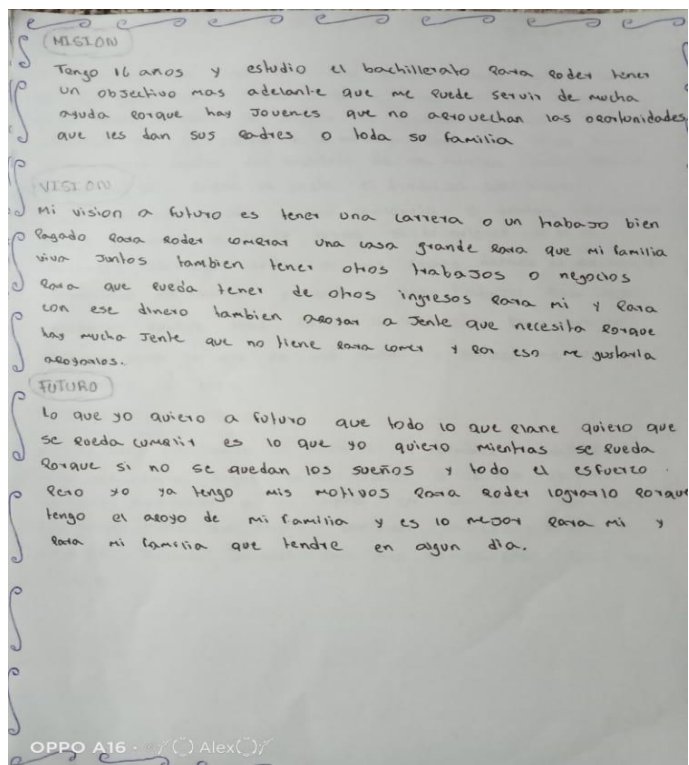 MISION
Tengo 16 anos y estudio el bachillerato para poder tener
un objectivo mas adelante que me puede servir de mucha
ayuda porque hay Jovenes que no aprovechan las oportunidades
que les dan sus padres o toda so familia
VISION
Mi vision a futuro es tener una carrera o un trabajo bien
Pagado para poder comprar una casa grande para que mi familia
viva Juntos tambien tener otros trabajos o negocios
Para que pueda tener de otros ingresos para mi y para
con ese dinero tambien apoyar a Jente que necesita porque
hay mucha Jente que no tiene para comer y por eso me gustaria
apoyarlos.
FUTURO
Lo que yo quiero a futuro que todo lo que plane quiero que
se pueda cumplir es lo que yo quiero mientras se pueda
Porque si no se quedan los sueños y todo el esfuerzo.
Pero yo ya tengo mis motivos para poder lograrlo porque
tengo el apoyo de mi familia y es lo mejor para mi y
Para mi familia que tendre en algun dia.
OPPO A16 · Alex